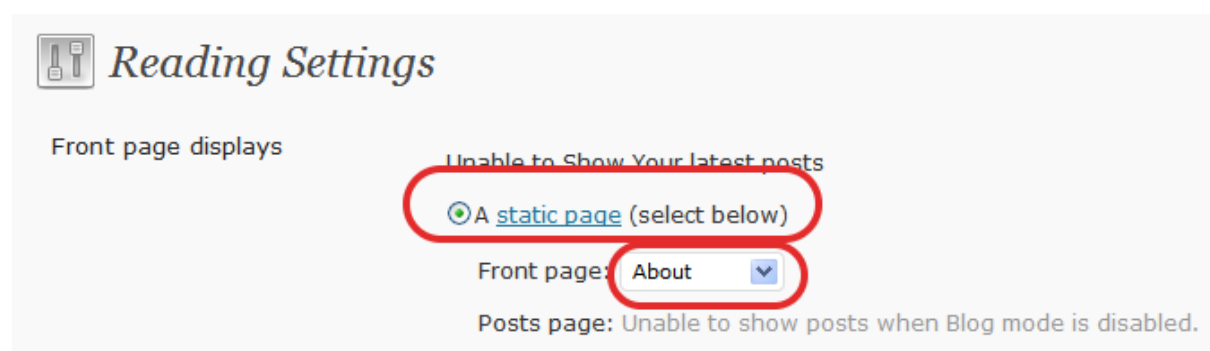 Reading Settings
Front page displays
Unable to Show Your latest posts
A static page (select below)
Front page: About
Posts page: Unable to show posts when Blog mode is disabled.